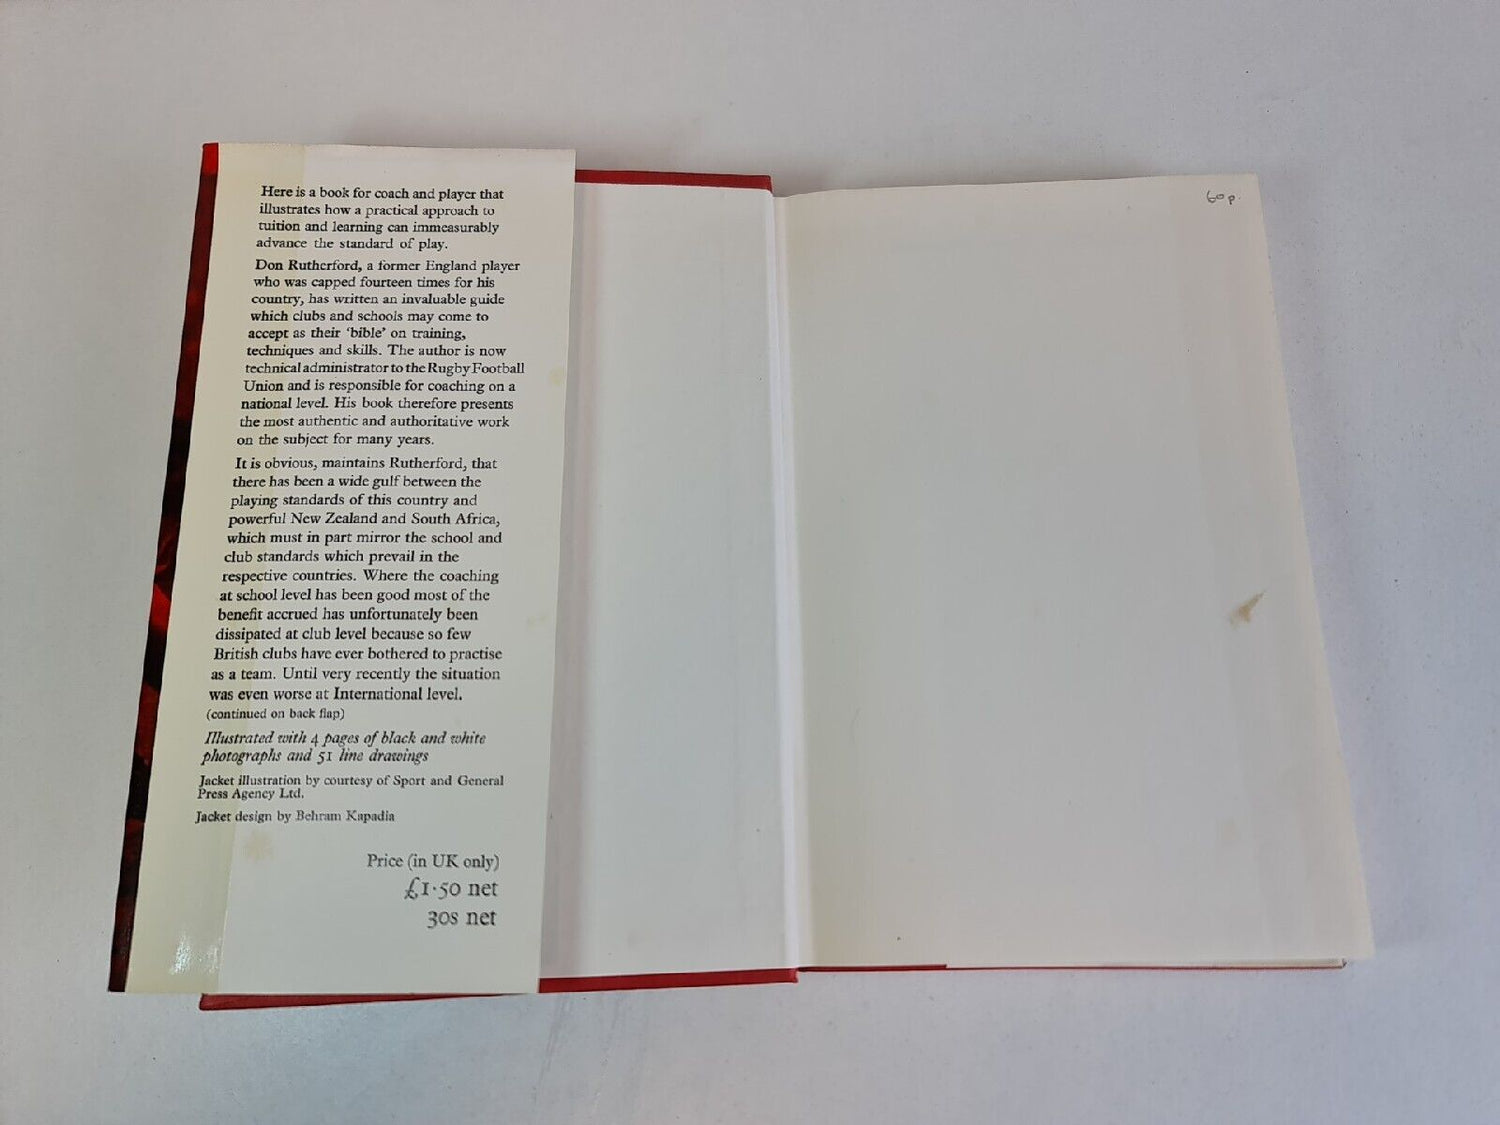 Here is a book for coach and player that
illustrates how a practical approach to
tuition and learning can immeasurably
advance the standard of play.
Don Rutherford, a former England player
who was capped fourteen times for his
country, has written an invaluable guide
which clubs and schools may come to
accept as their ‘bible’ on training,
techniques and skills. The author is now
technical administrator to the Rugby Football
Union and is responsible for coaching on a
national level. His book therefore presents
the most authentic and authoritative work
on the subject for many years.
It is obvious, maintains Rutherford, that
there has been a wide gulf between the
playing standards of this country and
powerful New Zealand and South Africa,
which must in part mirror the school and
club standards which prevail in the
respective countries. Where the coaching
at school level has been good most of the
benefit accrued has unfortunately been
dissipated at club level because so few
British clubs have ever bothered to practise
as a team. Until very recently the situation
was even worse at International level.
(continued on back flap)
Illustrated with 4 pages of black and white
photographs and 51 line drawings
Jacket illustration by courtesy of Sport and General
Press Agency Ltd.
Jacket design by Behram Kapadia
Price (in UK only)
£1·50 net
30s net
60p.